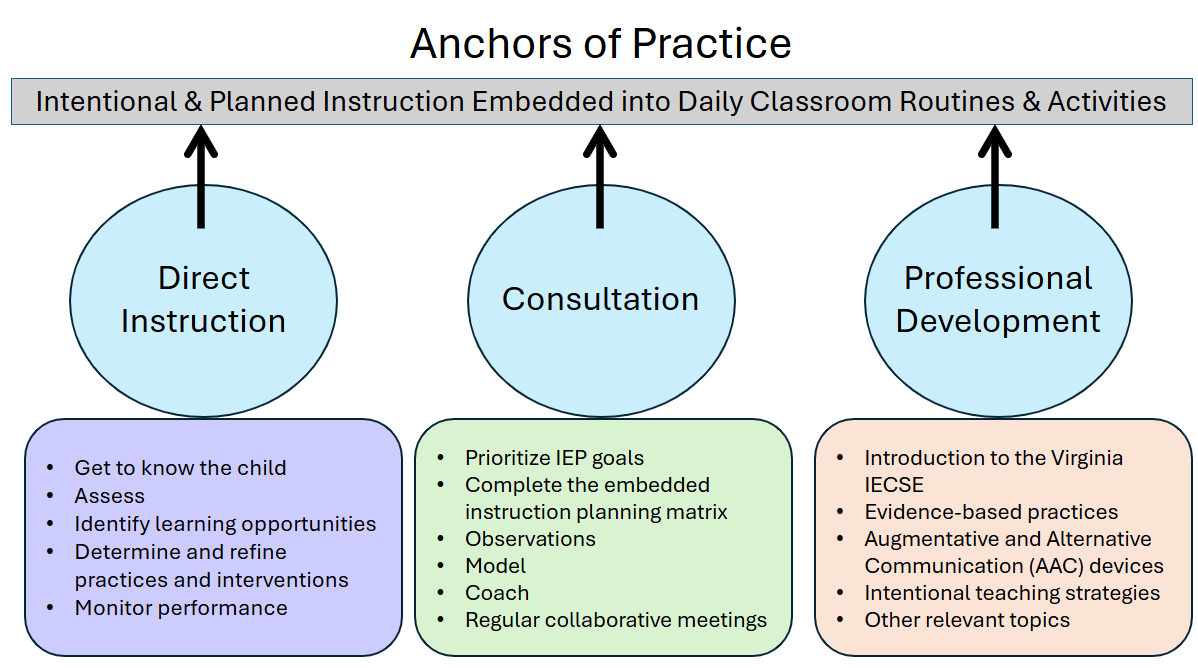 Anchors of Practice
Intentional & Planned Instruction Embedded into Daily Classroom Routines & Activities
Direct
Instruction
Consultation
Professional
Development
• Get to know the child
• Assess
• Identify learning opportunities
• Determine and refine
practices and interventions
• Monitor performance
• Prioritize IEP goals
• Complete the embedded
instruction planning matrix
• Observations
• Model
• Coach
• Regular collaborative meetings
• Introduction to the Virginia
IECSE
• Evidence-based practices
• Augmentative and Alternative
Communication (AAC) devices
• Intentional teaching strategies
• Other relevant topics